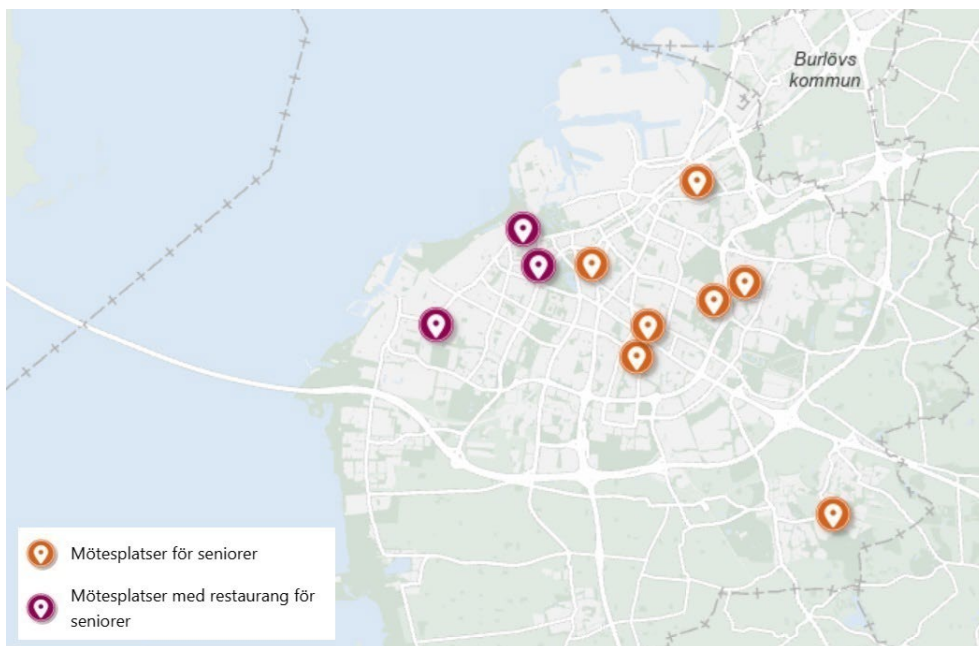 Burlövs
kommun
Mötesplatser för seniorer
Mötesplatser med restaurang för
seniorer